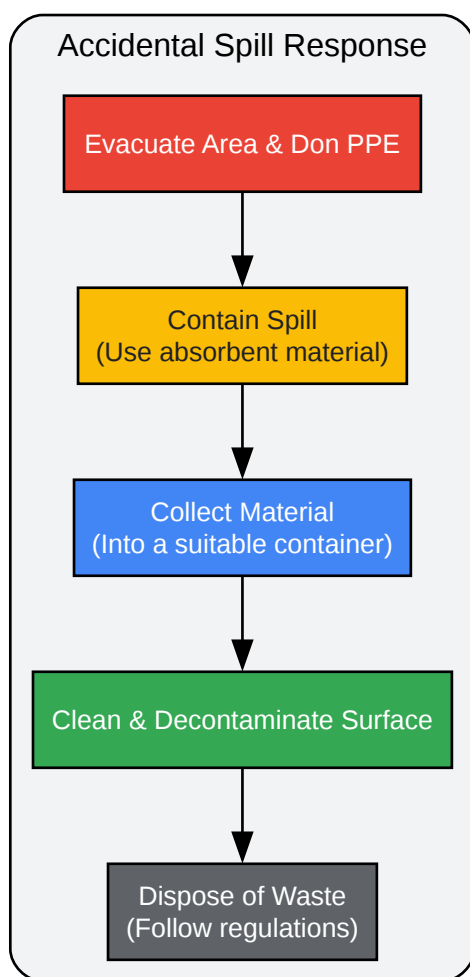 Accidental Spill Response
Evacuate Area & Don PPE
Contain Spill
(Use absorbent material)
Collect Material
(Into a suitable container)
Clean & Decontaminate Surface
Dispose of Waste
(Follow regulations)